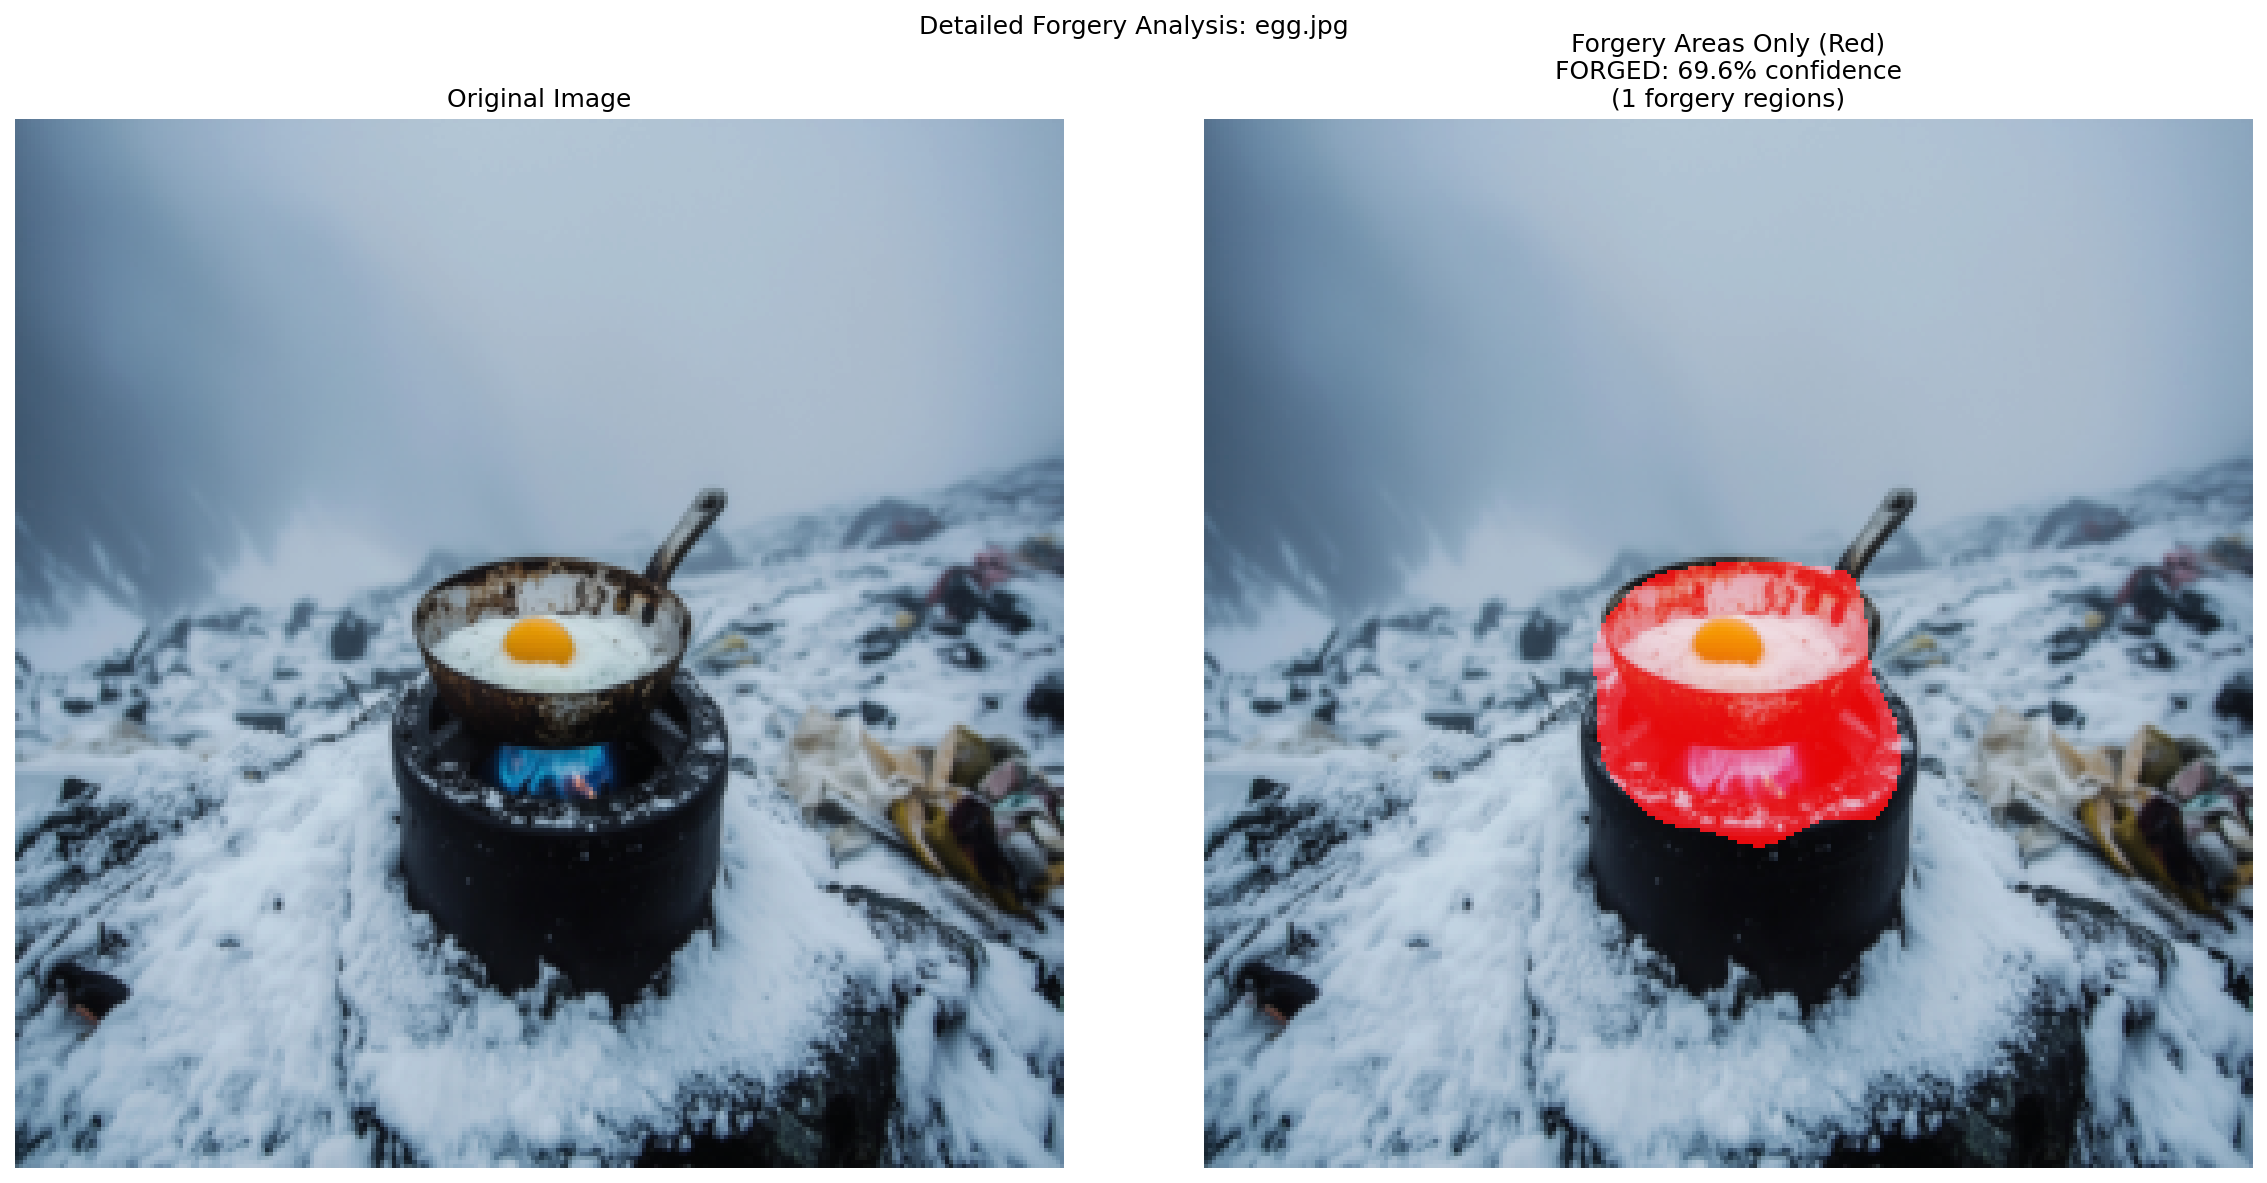 Detailed Forgery Analysis: egg.jpg
Original Image
Forgery Areas Only (Red)
FORGED: 69.6% confidence
(1 forgery regions)